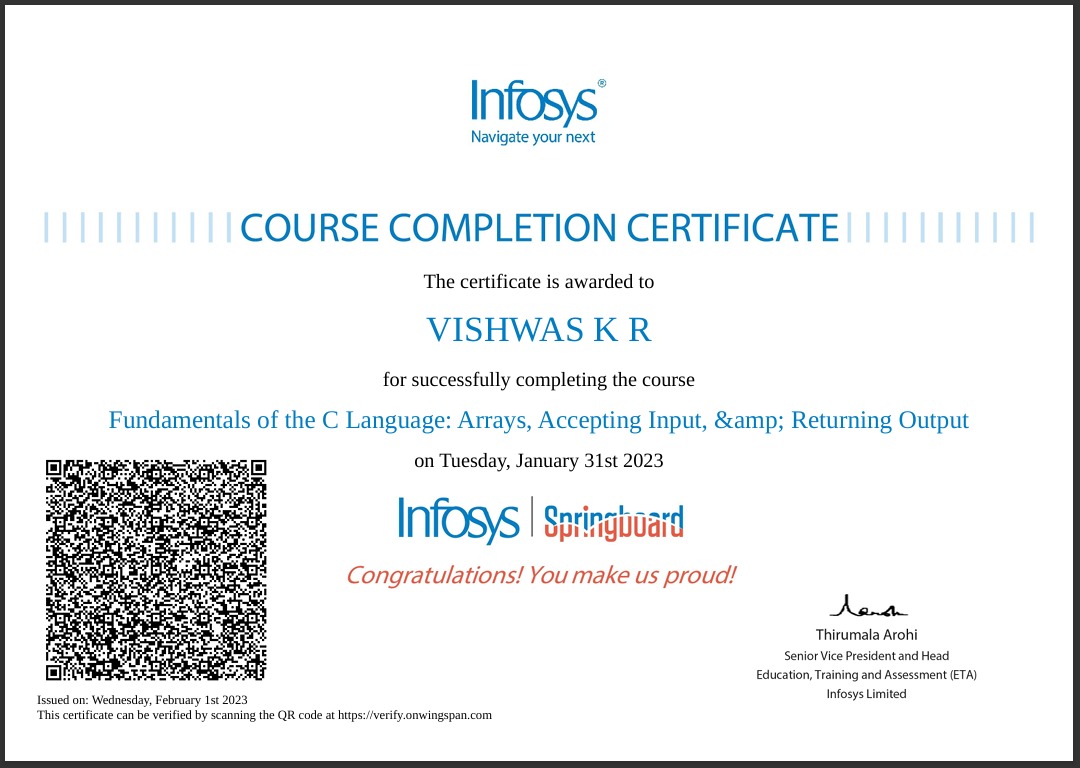 Infosys®
Navigate your next
COURSE COMPLETION CERTIFICATE
The certificate is awarded to
VISHWAS K R
for successfully completing the course
Fundamentals of the C Language: Arrays, Accepting Input, &amp; Returning Output
on Tuesday, January 31st 2023
Infosys | Springboard
Congratulations! You make us proud!
Thirumala Arohi
Senior Vice President and Head
Education, Training and Assessment (ETA)
Infosys Limited
Issued on: Wednesday, February 1st 2023
This certificate can be verified by scanning the QR code at https://verify.onwingspan.com